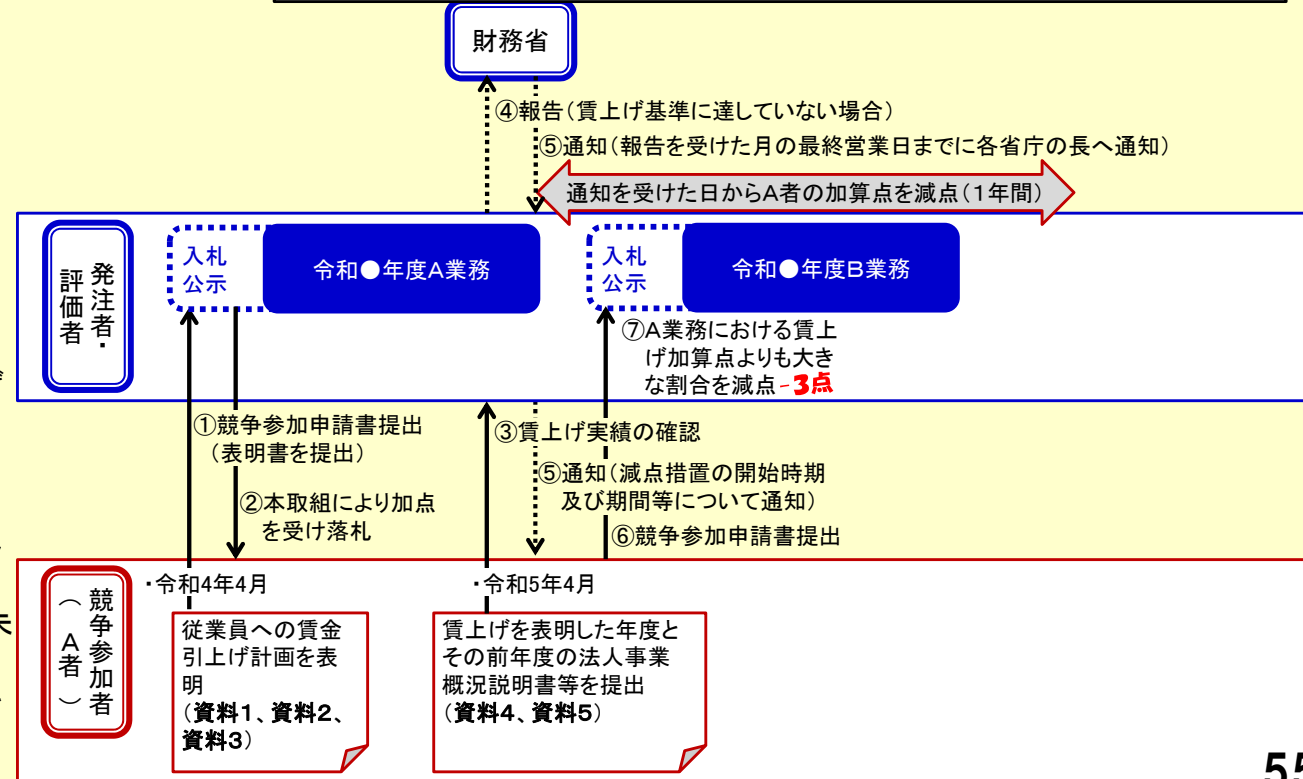 財務省
④報告（賃上げ基準に達していない場合）
⑤通知（報告を受けた月の最終営業日までに各省庁の長へ通知）
通知を受けた日からA者の加算点を減点（１年間）
発注者・
評価者
入札
公示
令和●年度A業務
入札
公示
令和●年度B業務
⑦A業務における賃上
げ加算点よりも大き
な割合を減点-3点
①競争参加申請書提出
（表明書を提出）
②本取組により加点
を受け落札
③賃上げ実績の確認
⑤通知（減点措置の開始時期
及び期間等について通知）
⑥競争参加申請書提出
競争参加者
（A者）
・令和4年4月
従業員への賃金
引上げ計画を表
明
（資料1、資料2、
資料3）
・令和5年4月
賃上げを表明した年度と
その前年度の法人事業
概況説明書等を提出
（資料4、資料5）
55